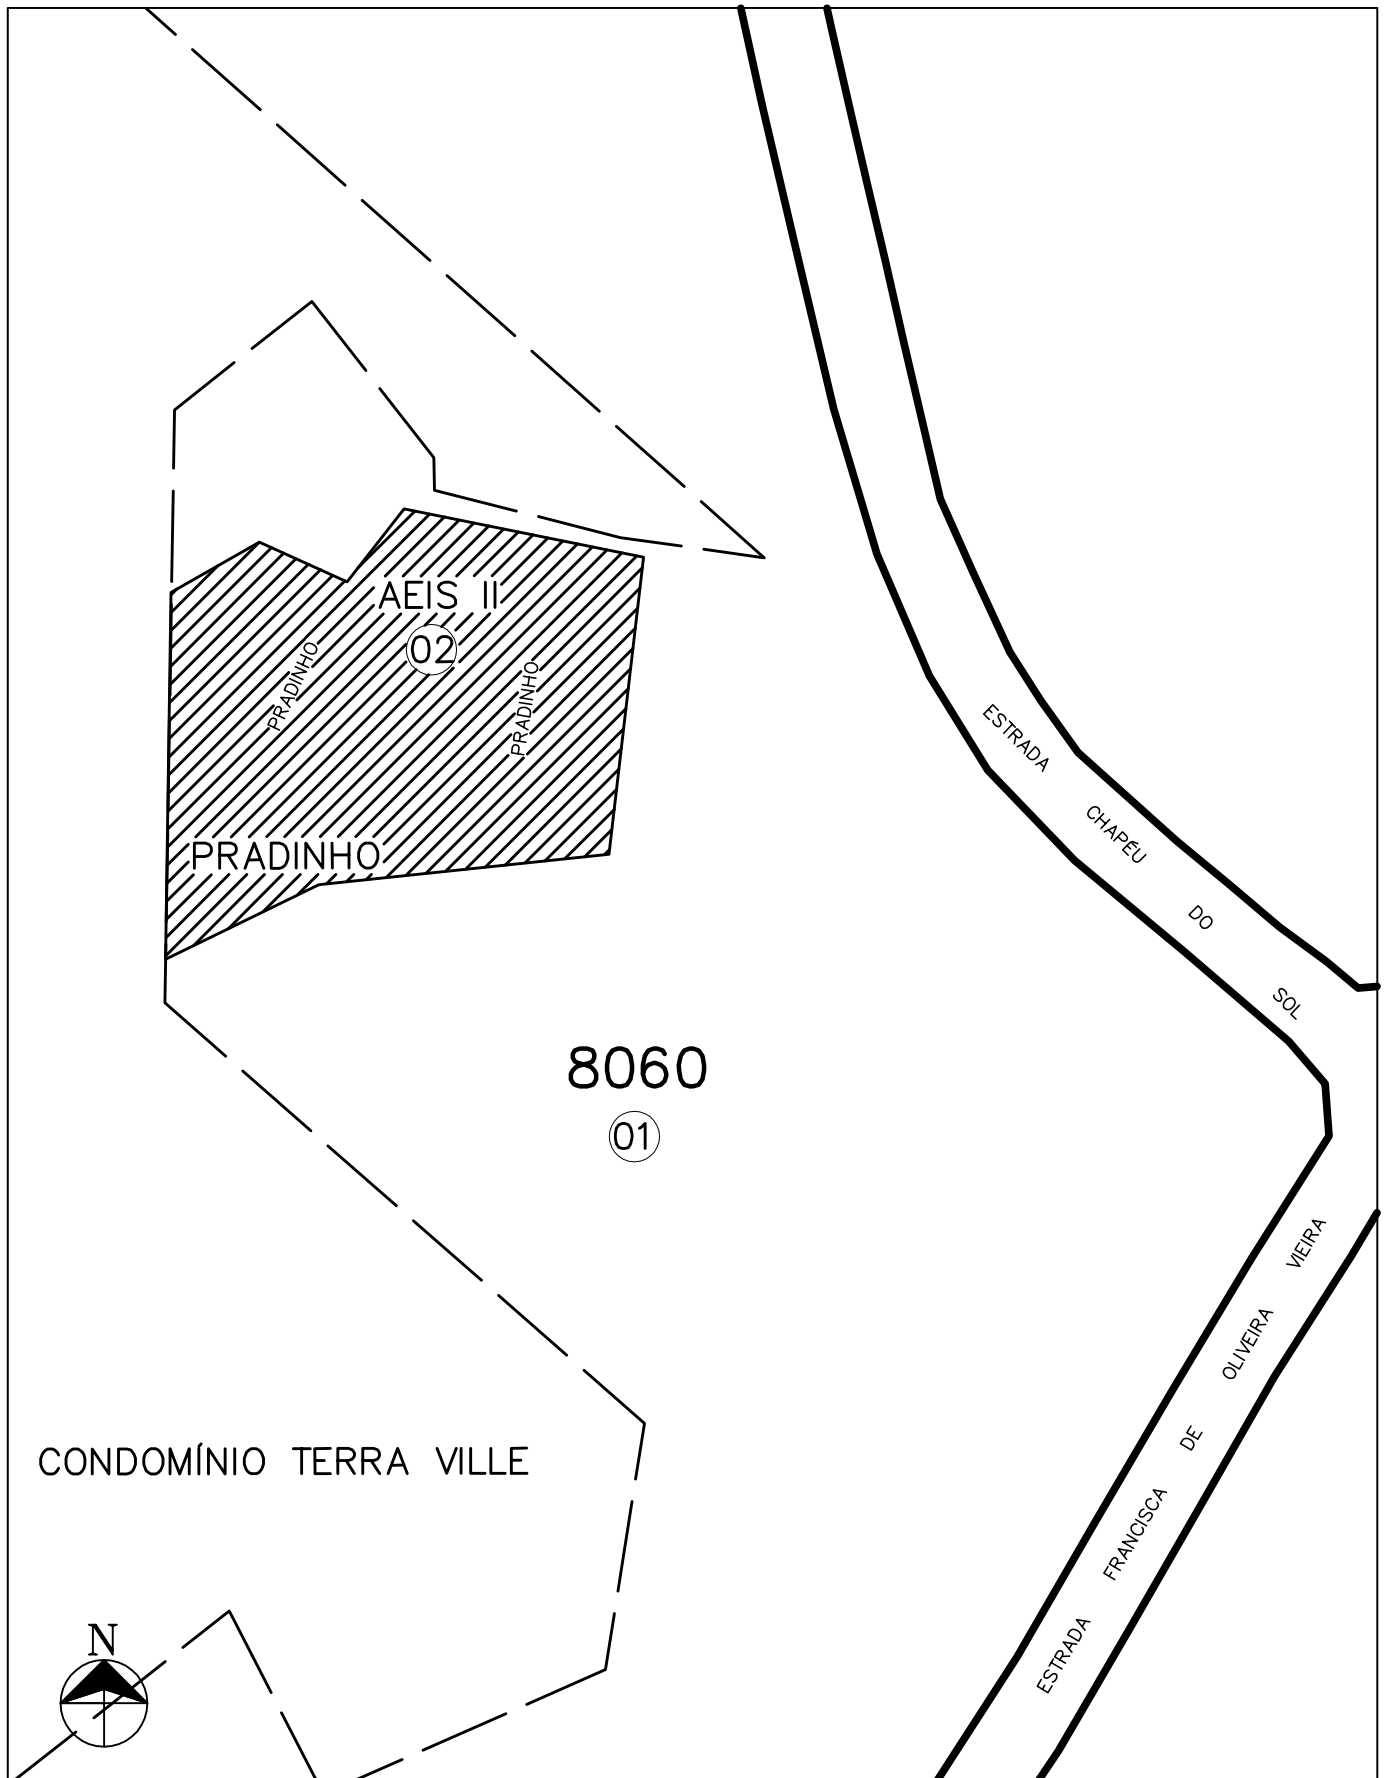 AEIS II
02
PRADINHO
PRADINHO
PRADINHO
ESTRADA CHAPÉU DO SOL
8060
01
ESTRADA FRANCISCA DE OLIVEIRA VIEIRA
CONDOMÍNIO TERRA VILLE
N